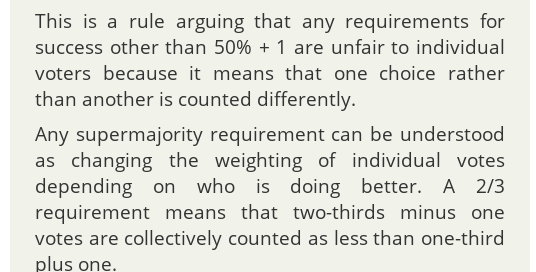 This is a rule arguing that any requirements for
success other than 50% + 1 are unfair to individual
voters because it means that one choice rather
than another is counted differently.
Any supermajority requirement can be understood
as changing the weighting of individual votes
depending on who is doing better. A 2/3
requirement means that two-thirds minus one
votes are collectively counted as less than one-third
plus one.